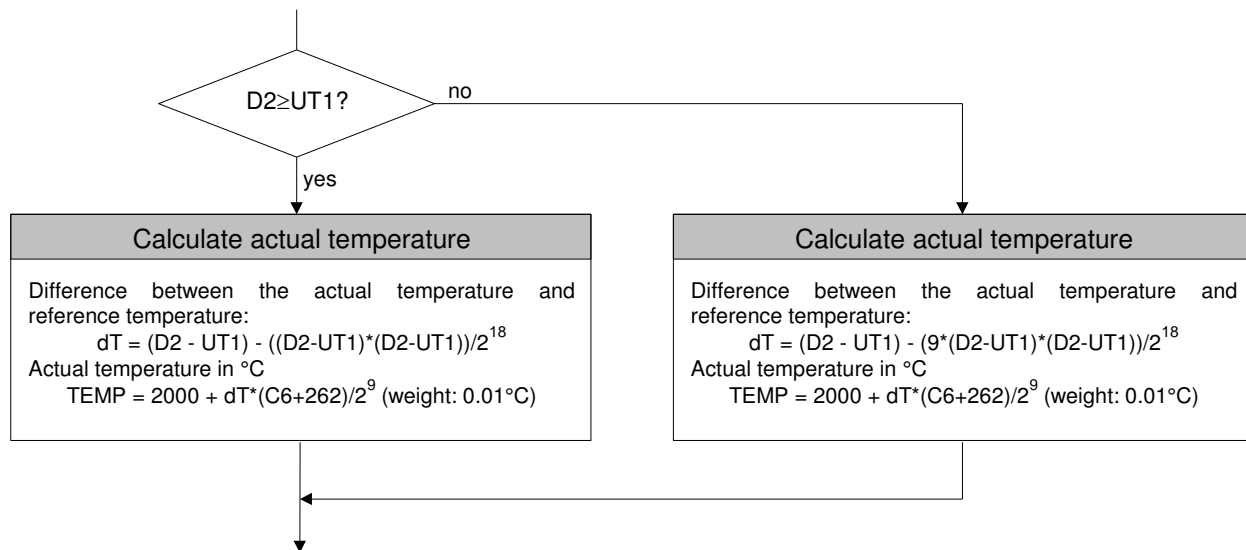 D2≥UT1?
no
yes
Calculate actual temperature
Difference between the actual temperature and
reference temperature:
dT = (D2 - UT1) - ((D2-UT1)*(D2-UT1))/2^18
Actual temperature in °C
TEMP = 2000 + dT*(C6+262)/2^9 (weight: 0.01°C)
Calculate actual temperature
Difference between the actual temperature and
reference temperature:
dT = (D2 - UT1) - (9*(D2-UT1)*(D2-UT1))/2^18
Actual temperature in °C
TEMP = 2000 + dT*(C6+262)/2^9 (weight: 0.01°C)